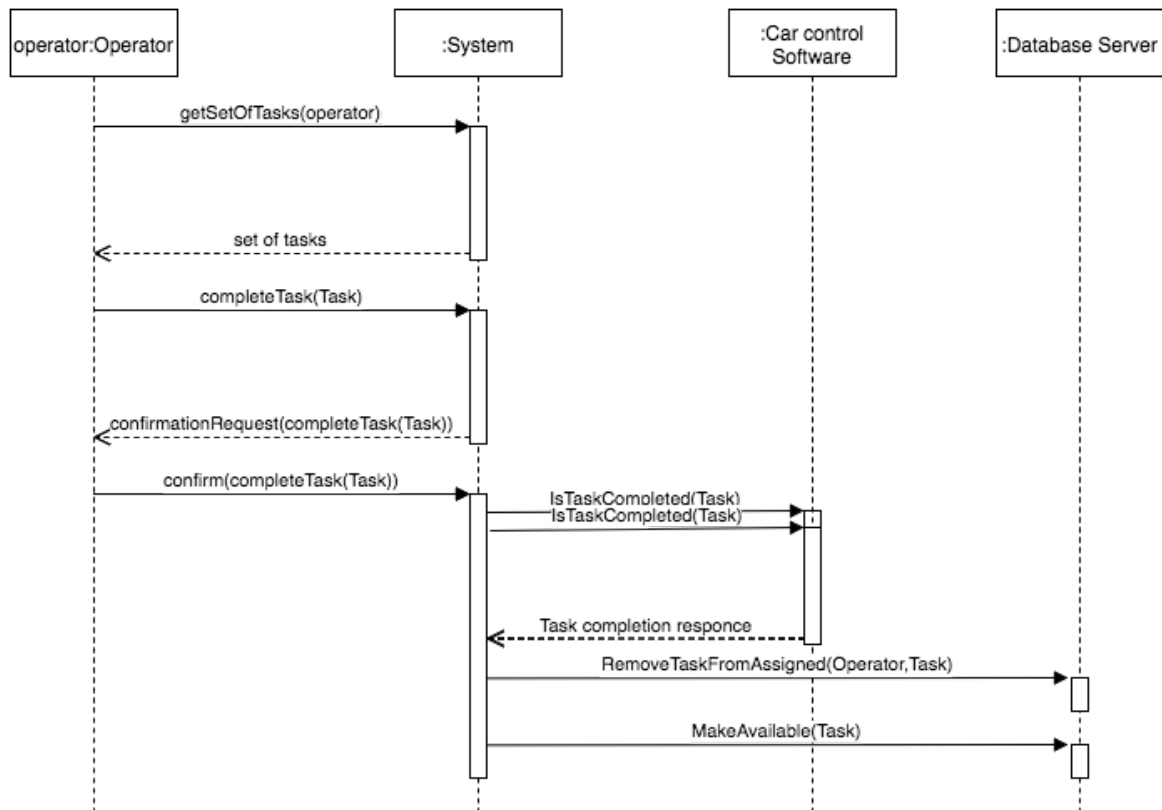 operator:Operator
:System
:Car control
Software
:Database Server
getSetOfTasks(operator)
set of tasks
completeTask(Task)
confirmationRequest(completeTask(Task))
confirm(completeTask(Task))
IsTaskCompleted(Task)
IsTaskCompleted(Task)
Task completion responce
RemoveTaskFromAssigned(Operator,Task)
MakeAvailable(Task)